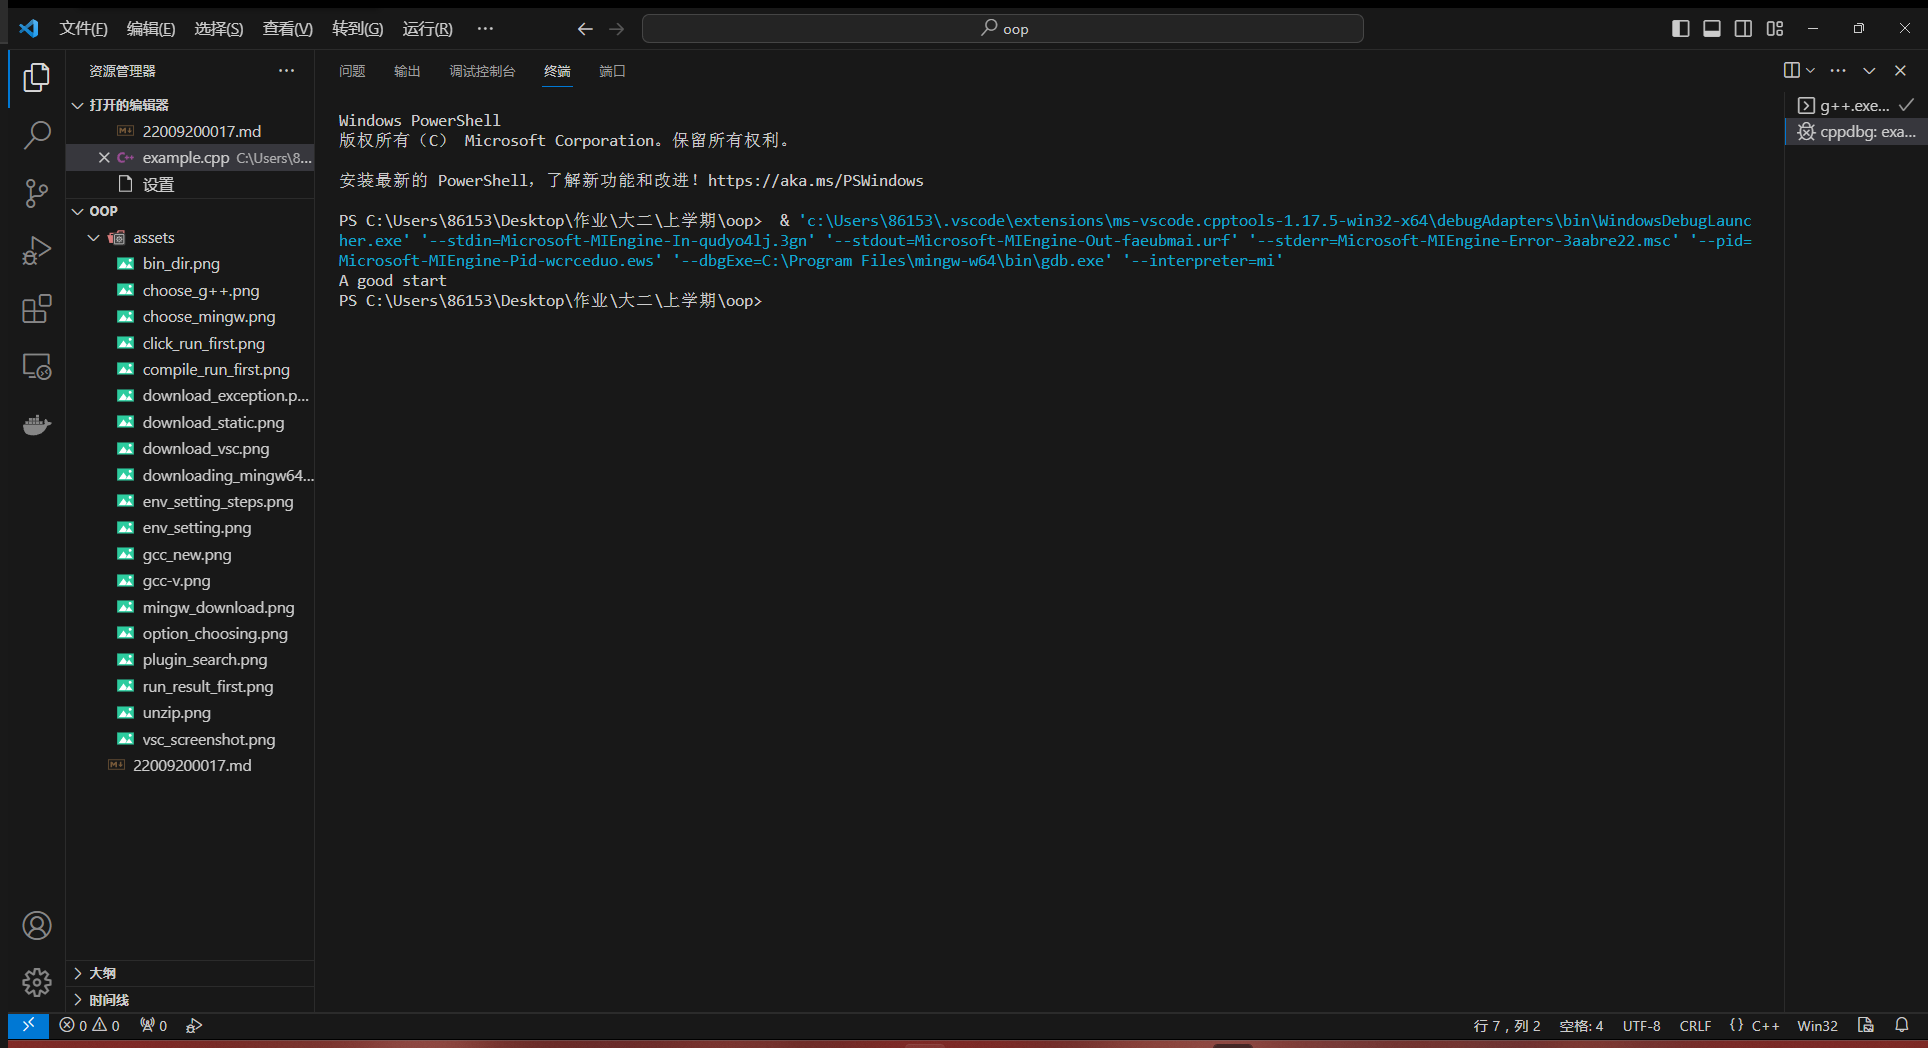 文件(F) 编辑(E) 选择(S) 查看(V) 转到(G) 运行(R) ··· oop
资源管理器 ···
打开的编辑器
22009200017.md
example.cpp C:\Users\8...
设置
OOP
assets
bin_dir.png
choose_g++.png
choose_mingw.png
click_run_first.png
compile_run_first.png
download_exception.p...
download_static.png
download_vsc.png
downloading_mingw64...
env_setting_steps.png
env_setting.png
gcc_new.png
gcc-v.png
mingw_download.png
option_choosing.png
plugin_search.png
run_result_first.png
unzip.png
vsc_screenshot.png
22009200017.md
大纲
时间线
问题 输出 调试控制台 终端 端口
Windows PowerShell
版权所有（C） Microsoft Corporation。保留所有权利。
安装最新的 PowerShell，了解新功能和改进！https://aka.ms/PSWindows
PS C:\Users\86153\Desktop\作业\大二\上学期\oop>  & 'c:\Users\86153\.vscode\extensions\ms-vscode.cpptools-1.17.5-win32-x64\debugAdapters\bin\WindowsDebugLaunc
her.exe' '--stdin=Microsoft-MIEngine-In-qudyo4lj.3gn' '--stdout=Microsoft-MIEngine-Out-faeubmai.urf' '--stderr=Microsoft-MIEngine-Error-3aabre22.msc' '--pid=
Microsoft-MIEngine-Pid-wcrceduo.ews' '--dbgExe=C:\Program Files\mingw-w64\bin\gdb.exe' '--interpreter=mi'
A good start
PS C:\Users\86153\Desktop\作业\大二\上学期\oop>
g++.exe...
cppdbg: exa...
0 0 0 行 7，列 2 空格: 4 UTF-8 CRLF {} C++ Win32